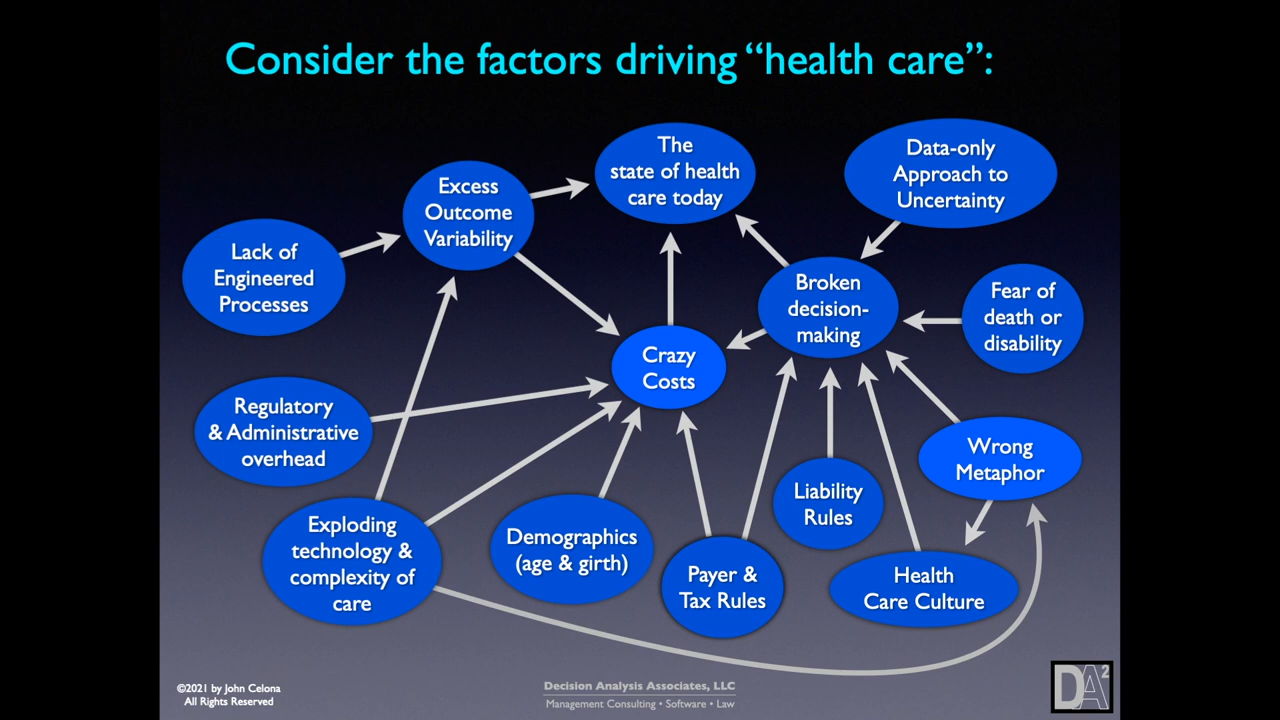 Consider the factors driving “health care”:
The
state of health
care today
Data-only
Approach to
Uncertainty
Excess
Outcome
Variability
Lack of
Engineered
Processes
Broken
decision-
making
Fear of
death or
disability
Crazy
Costs
Regulatory
& Administrative
overhead
Wrong
Metaphor
Liability
Rules
Exploding
technology &
complexity of
care
Demographics
(age & girth)
Payer &
Tax Rules
Health
Care Culture
©2021 by John Celona
All Rights Reserved
Decision Analysis Associates, LLC
Management Consulting • Software • Law
DA2